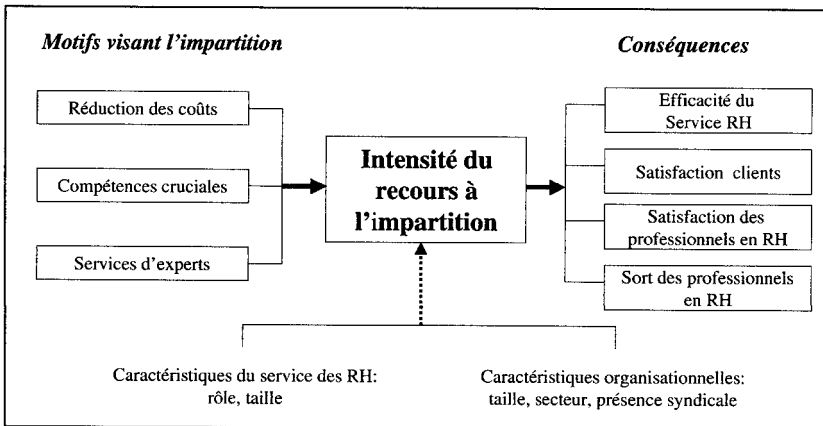 Motifs visant l'impartition
Réduction des coûts
Compétences cruciales
Services d'experts
Intensité du
recours à
l'impartition
Conséquences
Efficacité du
Service RH
Satisfaction clients
Satisfaction des
professionnels en RH
Sort des professionnels
en RH
Caractéristiques du service des RH:
rôle, taille
Caractéristiques organisationnelles:
taille, secteur, présence syndicale